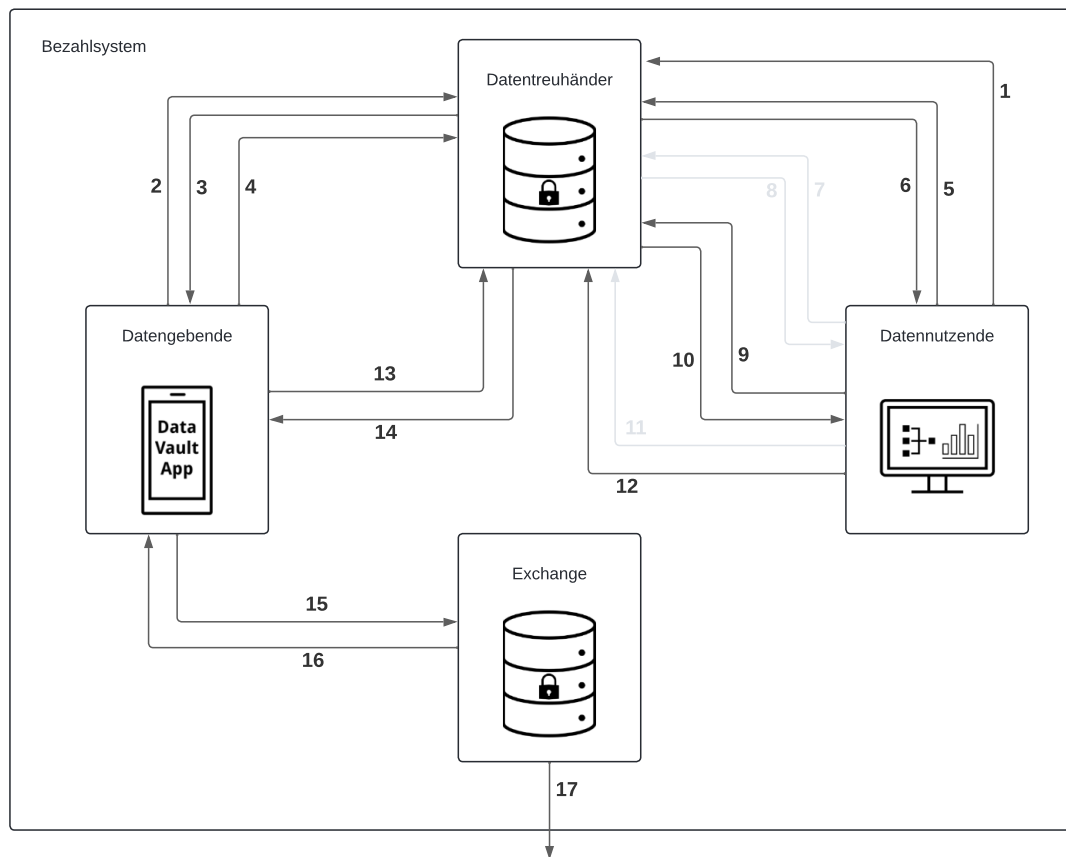 Bezahlsystem
Datentreuhänder
1
2
3
4
8
7
6
5
Datengebende
Data
Vault
App
Datennutzende
10
9
13
14
11
12
Exchange
15
16
17